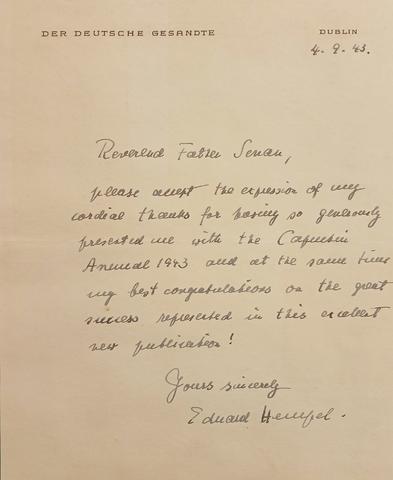 DER DEUTSCHE GESANDTE
DUBLIN
4. 9. 43.
Reverend Father Senan,
please accept the expression of my
cordial thanks for having so generously
presented me with the Capuchin
Annual 1943 and at the same time
my best congratulations on the great
success represented in this excellent
new publication!
Yours sincerely
Eduard Hempel.